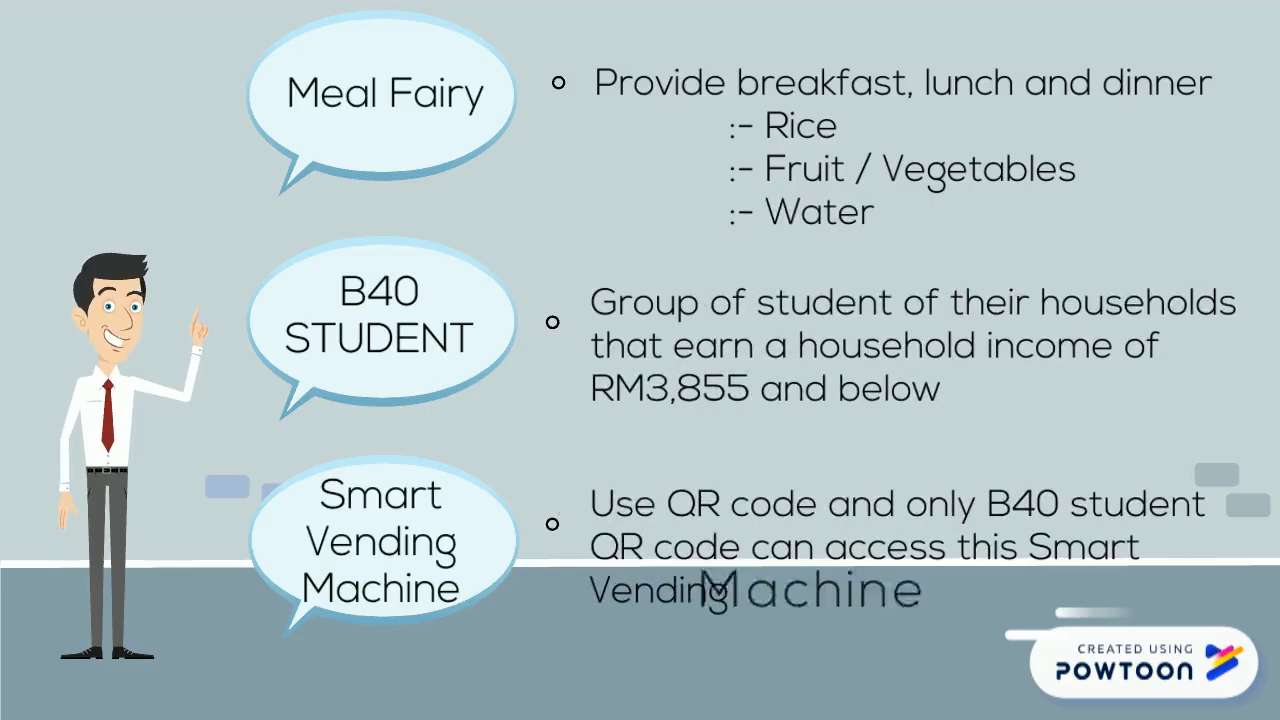 Meal Fairy
Provide breakfast, lunch and dinner
:- Rice
:- Fruit / Vegetables
:- Water
B40
STUDENT
Group of student of their households
that earn a household income of
RM3,855 and below
Smart
Vending
Machine
Use QR code and only B40 student
QR code can access this Smart
Vending Machine
CREATED USING
POWTOON